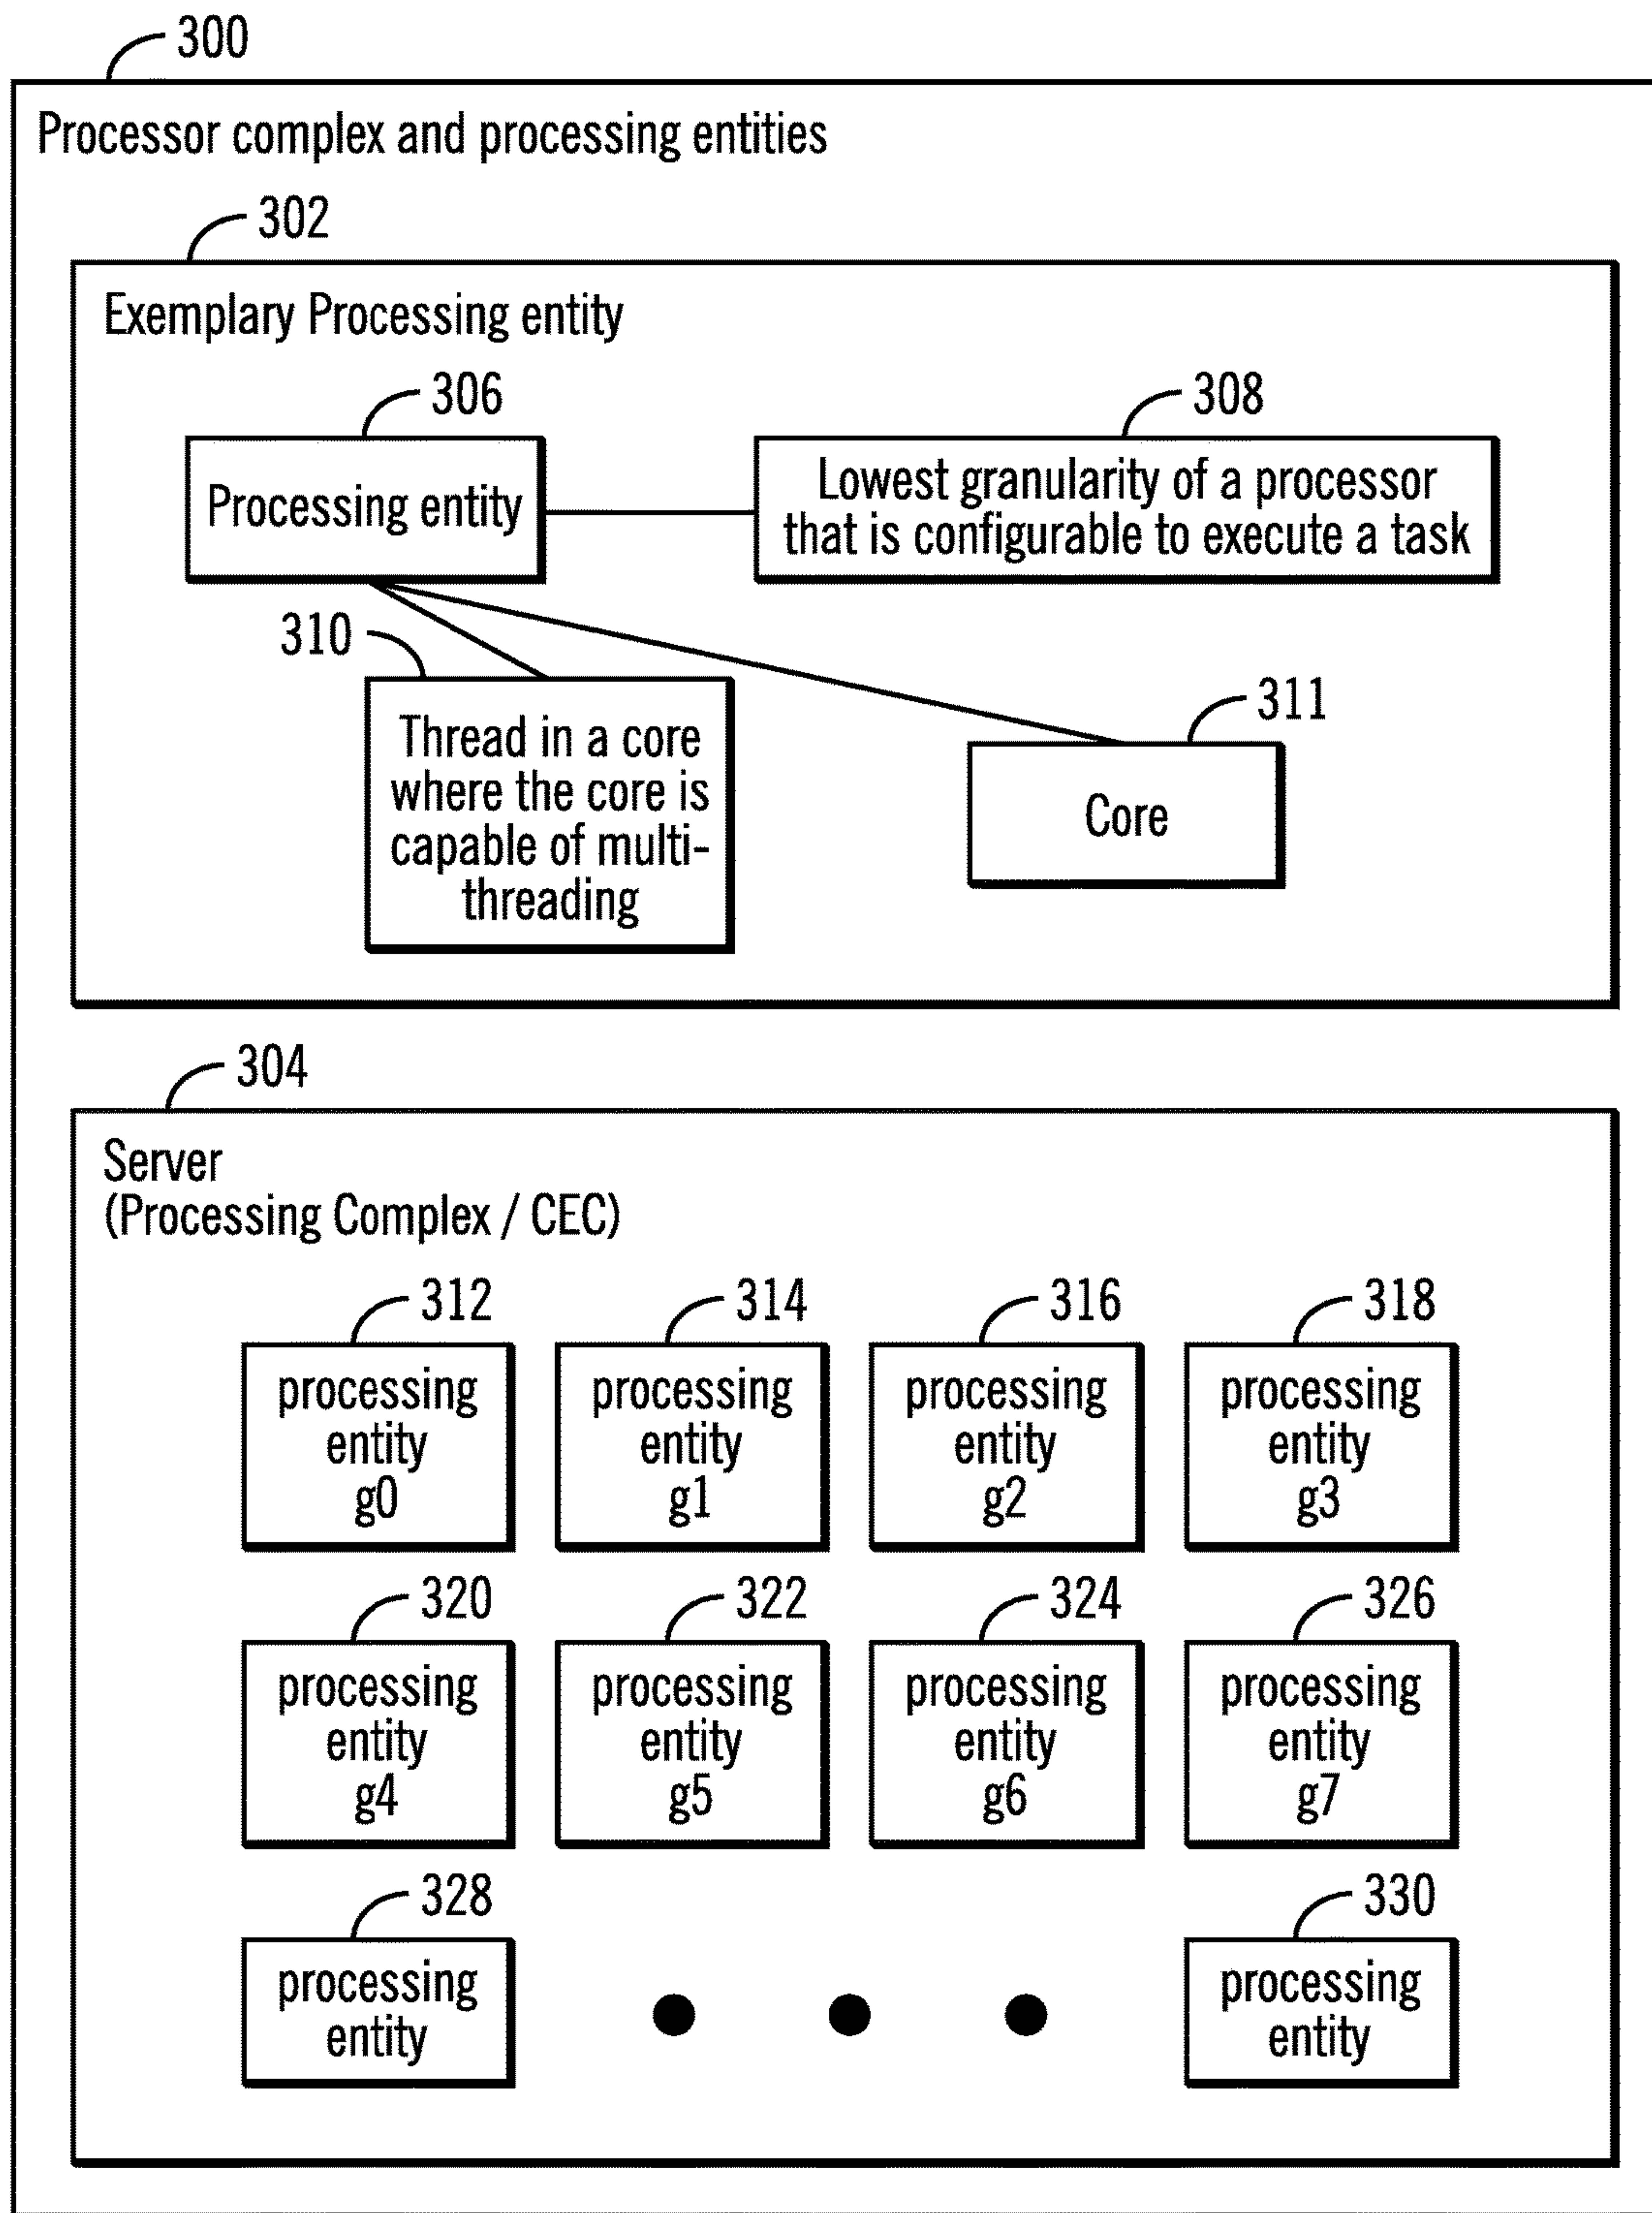 300
Processor complex and processing entities
302
Exemplary Processing entity
306
308
Processing entity
Lowest granularity of a processor
that is configurable to execute a task
310
311
Thread in a core
where the core is
capable of multi-
threading
Core
304
Server
(Processing Complex / CEC)
312
314
316
318
processing
entity
g0
processing
entity
g1
processing
entity
g2
processing
entity
g3
320
322
324
326
processing
entity
g4
processing
entity
g5
processing
entity
g6
processing
entity
g7
328
330
processing
entity
processing
entity